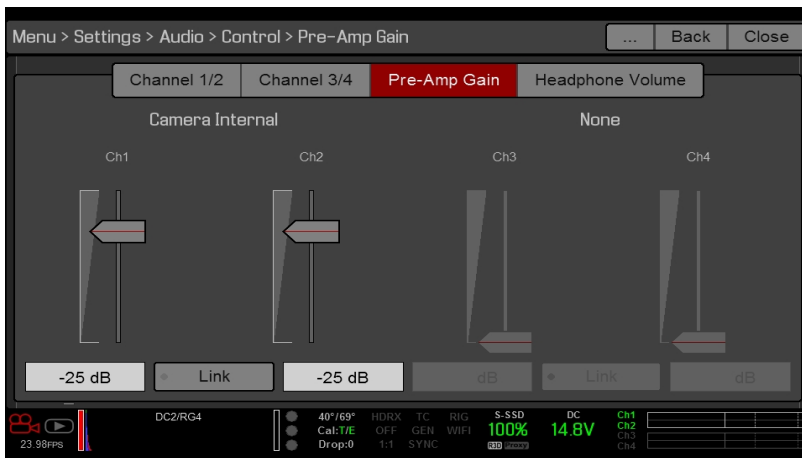 Menu > Settings > Audio > Control > Pre-Amp Gain ... Back Close
Channel 1/2 Channel 3/4 Pre-Amp Gain Headphone Volume
Camera Internal None
Ch1 Ch2 Ch3 Ch4
-25 dB Link -25 dB dB Link dB
DC2/RG4 40°/69° HDRX TC RIG S-SSD DC Ch1
Cal:T/E OFF GEN WIFI 100% 14.8V Ch2
23.98FPS Drop:0 1:1 SYNC R3D Proxy Ch3
Ch4